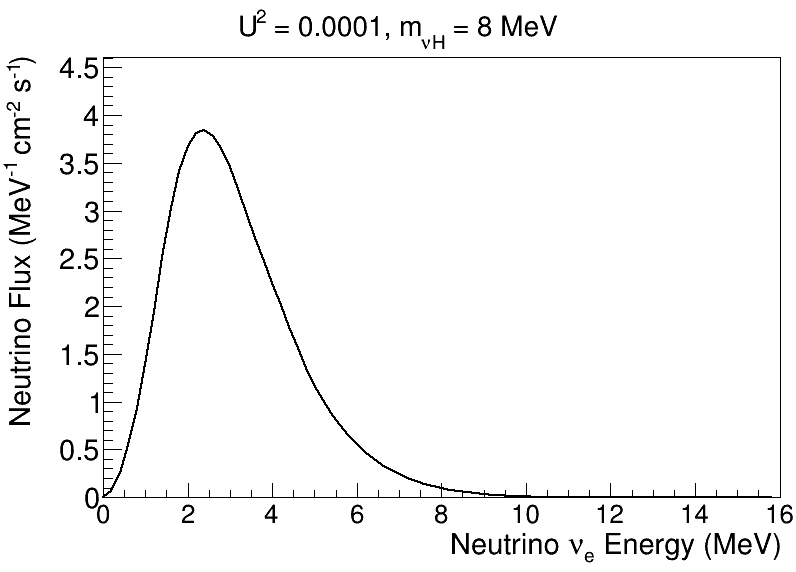 U² = 0.0001, m_νH = 8 MeV
Neutrino Flux (MeV⁻¹ cm⁻² s⁻¹)
4.5
4
3.5
3
2.5
2
1.5
1
0.5
0
0 2 4 6 8 10 12 14 16
Neutrino νₑ Energy (MeV)